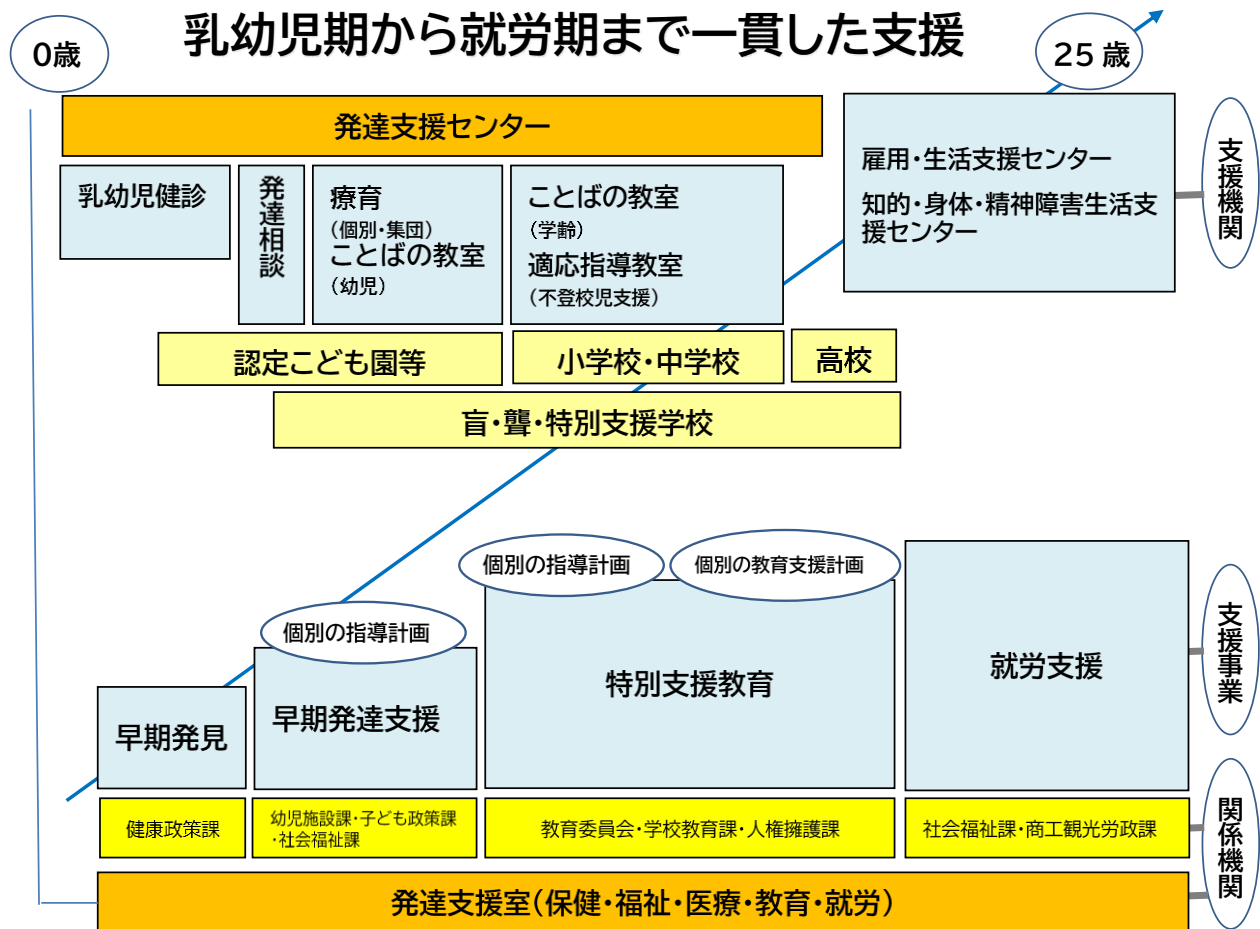 乳幼児期から就労期まで一貫した支援
0歳
25 歳
発達支援センター
乳幼児健診
発達相談
療育
(個別・集団)
ことばの教室
(幼児)
ことばの教室
(学齢)
適応指導教室
(不登校児支援)
雇用・生活支援センター
知的・身体・精神障害生活支
援センター
支援機関
認定こども園等
小学校・中学校
高校
盲・聾・特別支援学校
個別の指導計画
個別の教育支援計画
個別の指導計画
早期発見
早期発達支援
特別支援教育
就労支援
支援事業
健康政策課
幼児施設課・子ども政策課
・社会福祉課
教育委員会・学校教育課・人権擁護課
社会福祉課・商工観光労政課
関係機関
発達支援室(保健・福祉・医療・教育・就労)